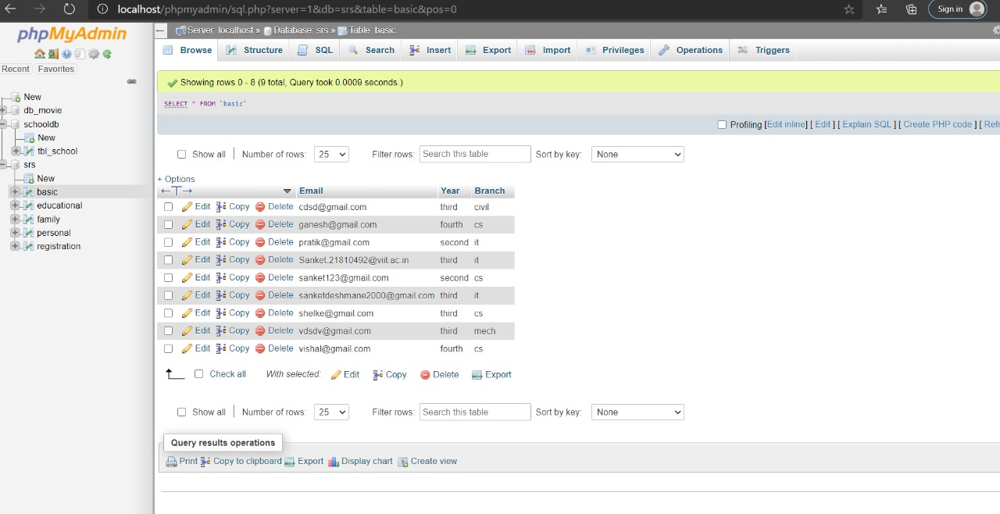 localhost/phpmyadmin/sql.php?server=1&db=srs&table=basic&pos=0 Sign in
phpMyAdmin
Recent Favorites
New
db_movie
schooldb
New
tbl_school
srs
New
basic
educational
family
personal
registration
Server: localhost » Database: srs » Table: basic
Browse Structure SQL Search Insert Export Import Privileges Operations Triggers
Showing rows 0 - 8 (9 total, Query took 0.0009 seconds.)
SELECT * FROM `basic`
Profiling [Edit inline] [ Edit ] [ Explain SQL ] [ Create PHP code ] [ Refr
Show all Number of rows: 25 Filter rows: Search this table Sort by key: None
+ Options
←T→ Email Year Branch
Edit Copy Delete cdsd@gmail.com third civil
Edit Copy Delete ganesh@gmail.com fourth cs
Edit Copy Delete pratik@gmail.com second it
Edit Copy Delete Sanket.21810492@viit.ac.in third it
Edit Copy Delete sanket123@gmail.com second cs
Edit Copy Delete sanketdeshmane2000@gmail.com third it
Edit Copy Delete shelke@gmail.com third cs
Edit Copy Delete vdsdv@gmail.com third mech
Edit Copy Delete vishal@gmail.com fourth cs
Check all With selected: Edit Copy Delete Export
Show all Number of rows: 25 Filter rows: Search this table Sort by key: None
Query results operations
Print Copy to clipboard Export Display chart Create view